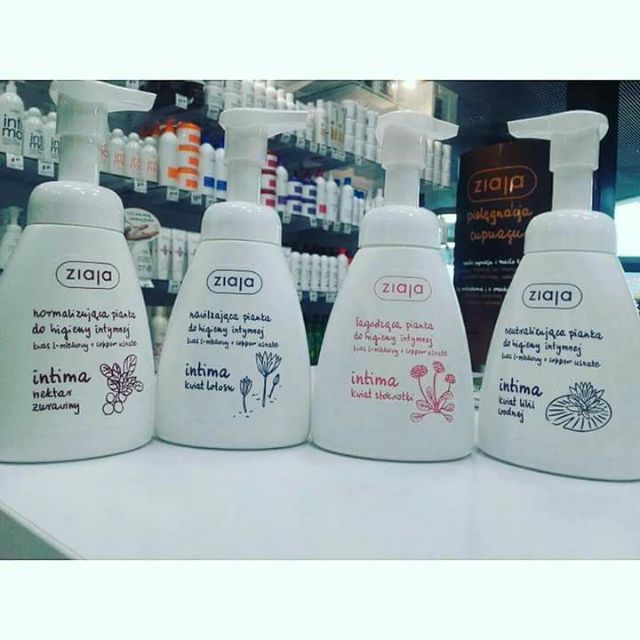 ziaja
normalizująca pianka
do higieny intymnej
kwas l-mlekowy + copper usnate
intima
nektar
żurawiny
ziaja
nawilżająca pianka
do higieny intymnej
kwas l-mlekowy + copper usnate
intima
kwiat lotosu
ziaja
łagodząca pianka
do higieny intymnej
kwas l-mlekowy + copper usnate
intima
kwiat stokrotki
ziaja
neutralizująca pianka
do higieny intymnej
kwas l-mlekowy + copper usnate
intima
kwiat lilii
wodnej
ziaja
pielęgnacja
cupuaçu